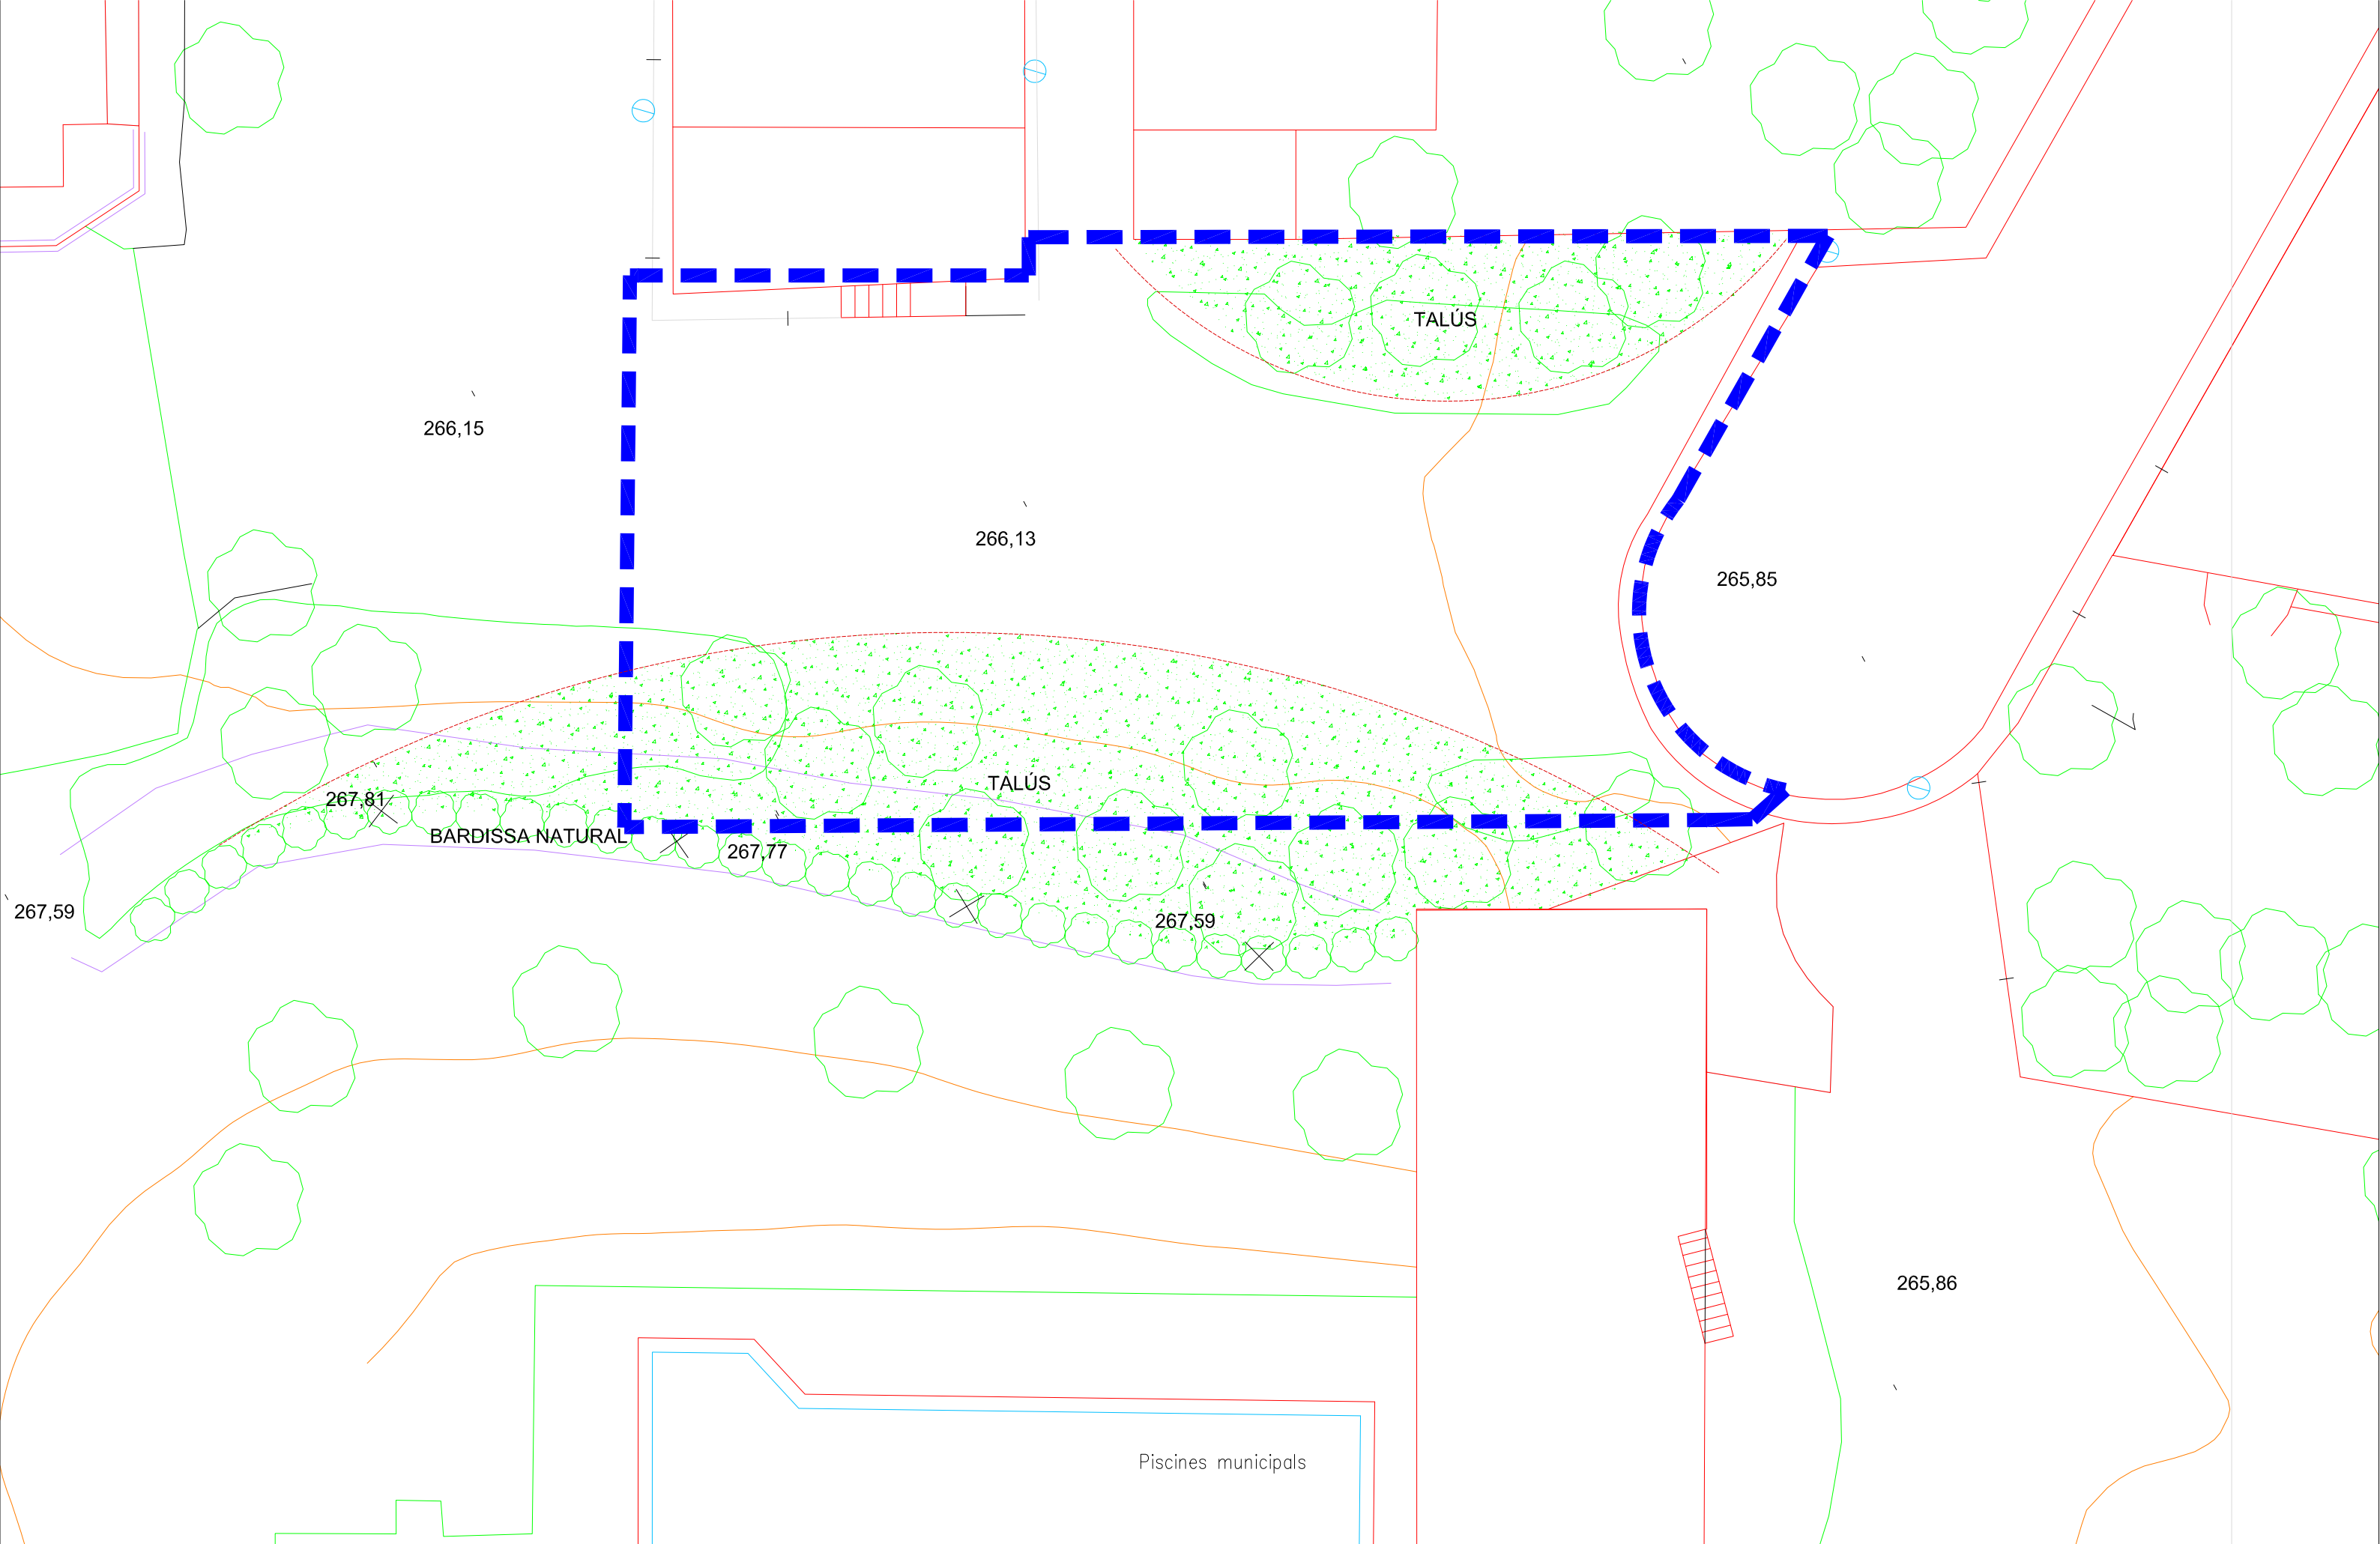 TALÚS
266,15
266,13
265,85
TALÚS
267,81
BARDISSA NATURAL
267,77
267,59
267,59
265,86
Piscines municipals